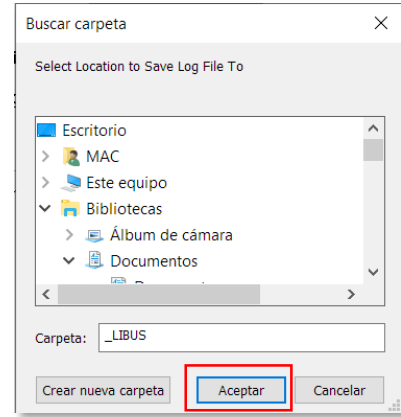 Buscar carpeta
Select Location to Save Log File To
Escritorio
MAC
Este equipo
Bibliotecas
Álbum de cámara
Documentos
Carpeta: _LIBUS
Crear nueva carpeta Aceptar Cancelar